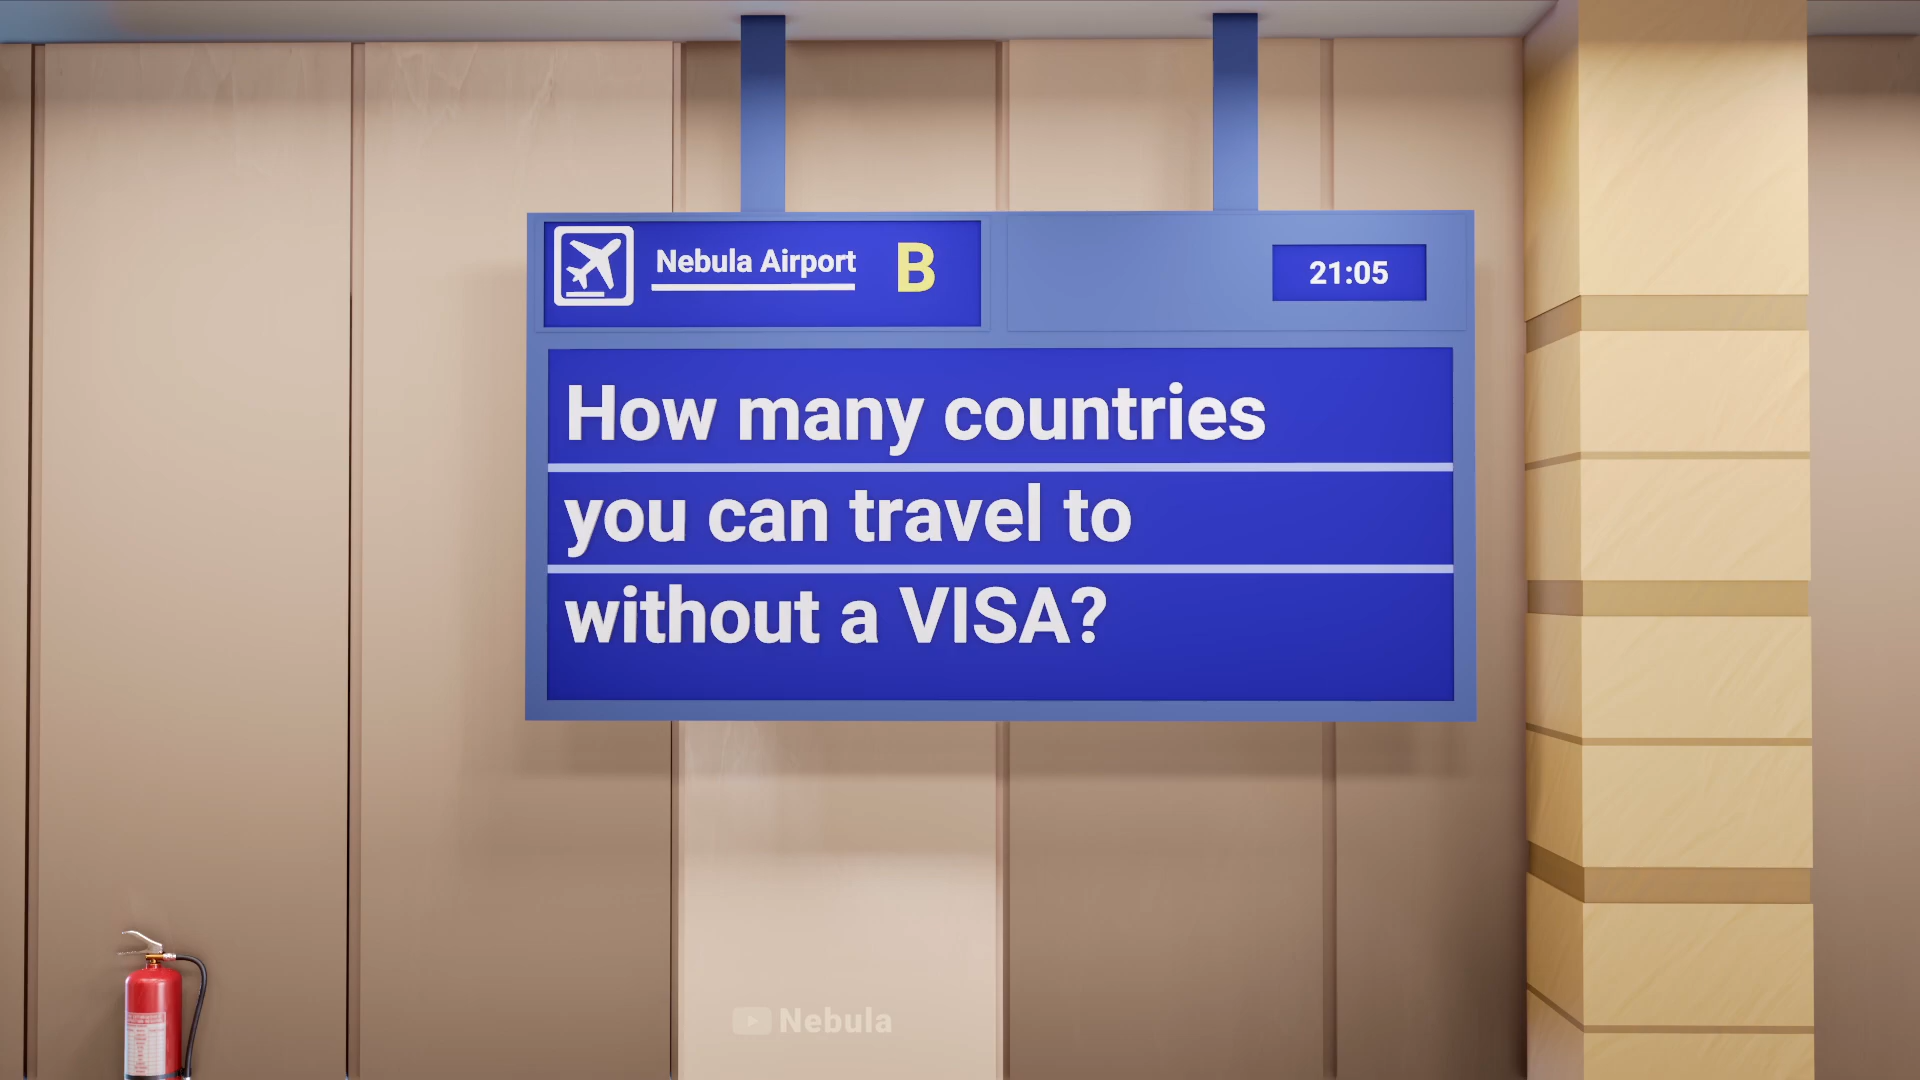 Nebula Airport B
21:05
How many countries
you can travel to
without a VISA?
Nebula